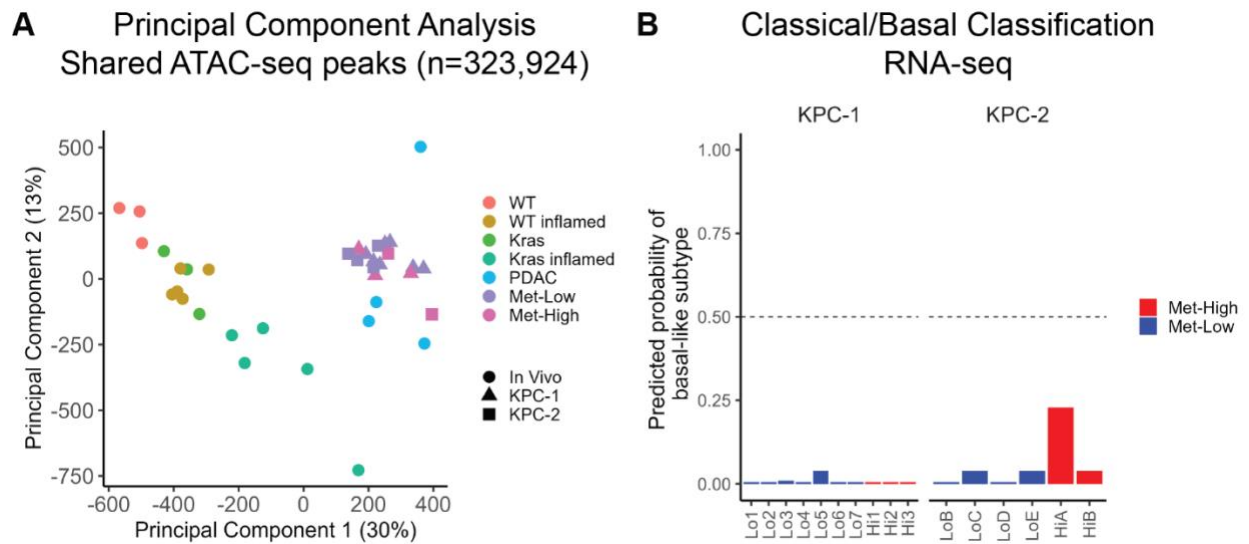 A
Principal Component Analysis
Shared ATAC-seq peaks (n=323,924)
Principal Component 2 (13%)
500
250
0
-250
-500
-750
-600
-400
-200
0
200
400
Principal Component 1 (30%)
WT
WT inflamed
Kras
Kras inflamed
PDAC
Met-Low
Met-High
In Vivo
KPC-1
KPC-2
B
Classical/Basal Classification
RNA-seq
KPC-1
KPC-2
Predicted probability of
basal-like subtype
1.00
0.75
0.50
0.25
0.00
Lo1
Lo2
Lo3
Lo4
Lo5
Lo6
Lo7
Hi1
Hi2
Hi3
LoB
LoC
LoD
LoE
HiA
HiB
Met-High
Met-Low